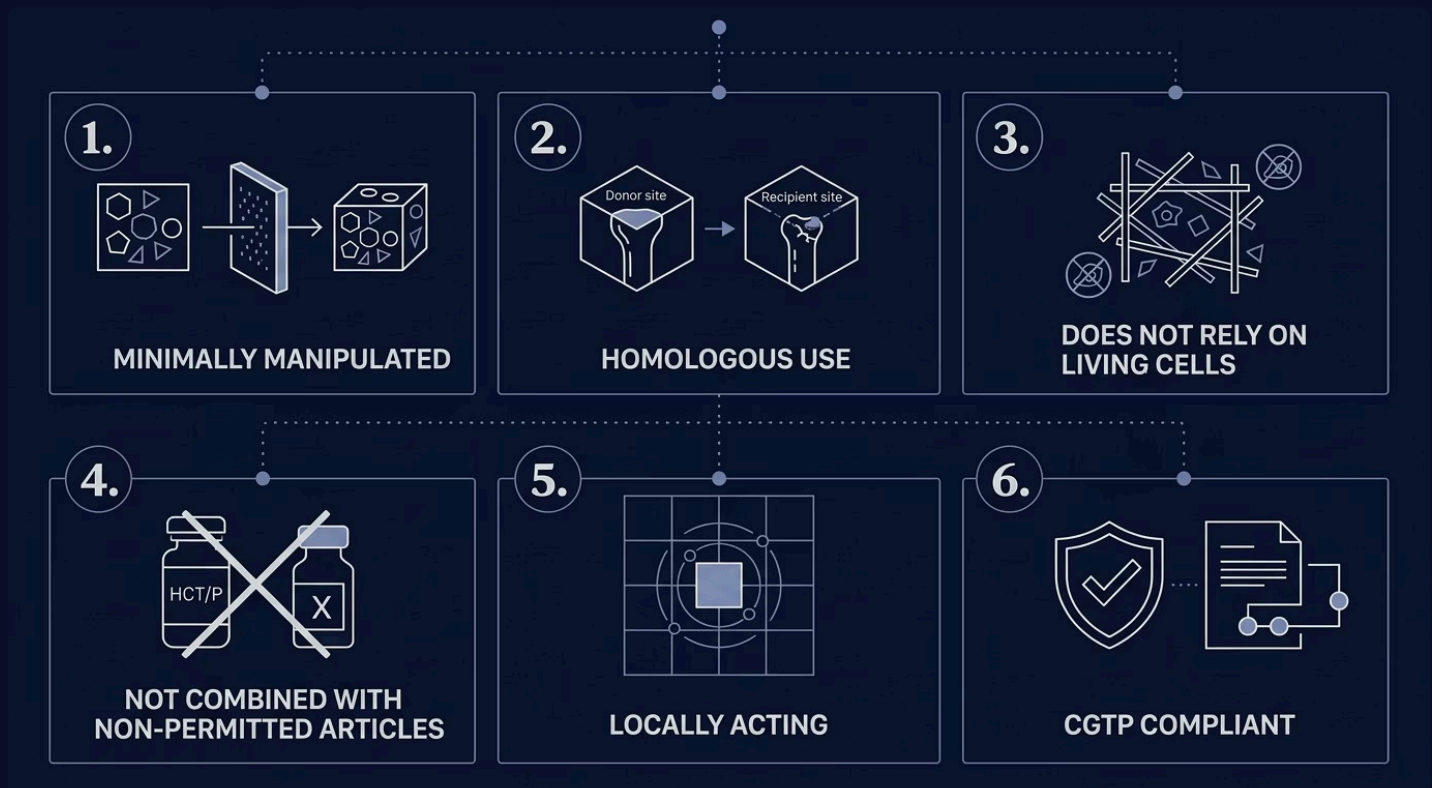 1.
MINIMALLY MANIPULATED
2.
Donor site
Recipient site
HOMOLOGOUS USE
3.
DOES NOT RELY ON
LIVING CELLS
4.
HCT/P
X
NOT COMBINED WITH
NON-PERMITTED ARTICLES
5.
LOCALLY ACTING
6.
CGTP COMPLIANT